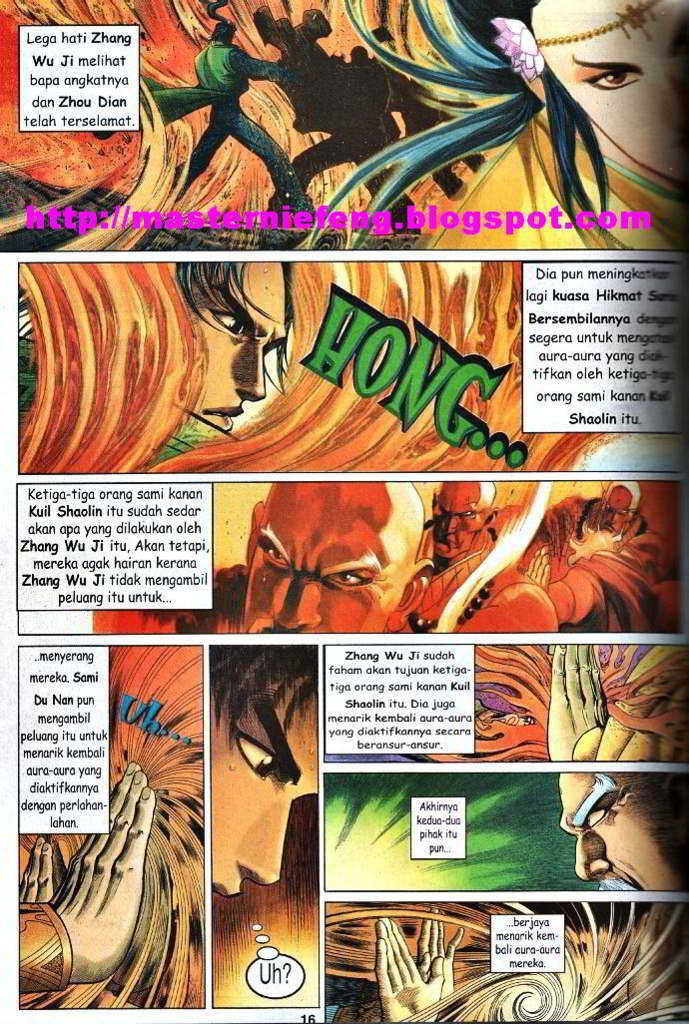 Lega hati Zhang
Wu Ji melihat
bapa angkatnya
dan Zhou Dian
telah terselamat.
http://masterniefeng.blogspot.com
Dia pun meningkatkan
lagi kuasa Hikmat
Bersembilannya dengan
segera untuk mengatasi
aura-aura yang diak-
tifkan oleh ketiga-tiga
orang sami kanan Kuil
Shaolin itu.
HONG...
Ketiga-tiga orang sami kanan
Kuil Shaolin itu sudah sedar
akan apa yang dilakukan oleh
Zhang Wu Ji itu, Akan tetapi,
mereka agak hairan kerana
Zhang Wu Ji tidak mengambil
peluang itu untuk...
..menyerang
mereka. Sami
Du Nan pun
mengambil
peluang itu untuk
menarik kembali
aura-aura yang
diaktifkannya
dengan perlahan-
lahan.
Uh...
Uh?
Zhang Wu Ji sudah
faham akan tujuan ketiga-
tiga orang sami kanan Kuil
Shaolin itu. Dia juga
menarik kembali aura-aura
yang diaktifkannya secara
beransur-ansur.
Akhirnya
kedua-dua
pihak itu
pun...
...berjaya
menarik kem-
bali aura-aura
mereka.
16